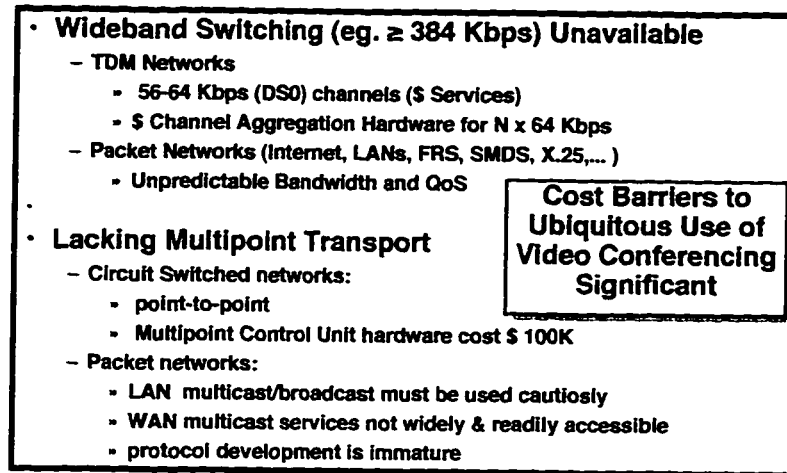 · Wideband Switching (eg. ≥ 384 Kbps) Unavailable
– TDM Networks
» 56-64 Kbps (DS0) channels ($ Services)
» $ Channel Aggregation Hardware for N x 64 Kbps
– Packet Networks (Internet, LANs, FRS, SMDS, X.25,... )
» Unpredictable Bandwidth and QoS
·
· Lacking Multipoint Transport
– Circuit Switched networks:
» point-to-point
» Multipoint Control Unit hardware cost $ 100K
– Packet networks:
» LAN multicast/broadcast must be used cautiosly
» WAN multicast services not widely & readily accessible
» protocol development is immature
Cost Barriers to
Ubiquitous Use of
Video Conferencing
Significant